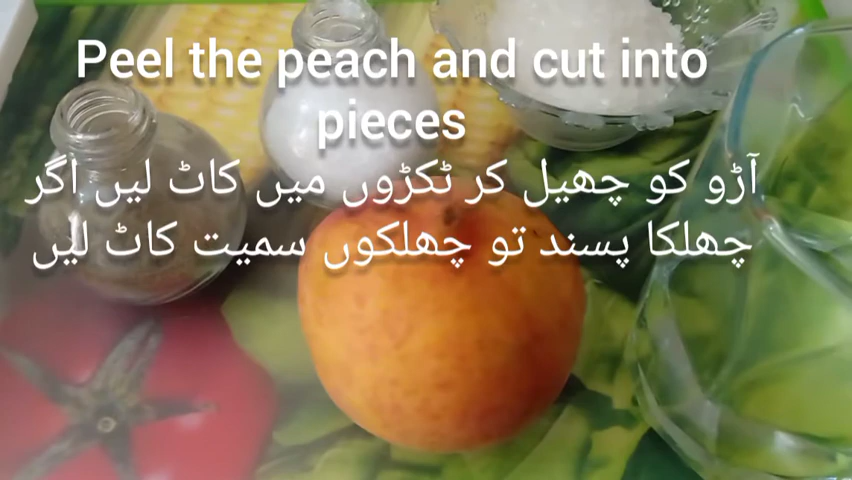 Peel the peach and cut into
pieces
آڑو کو چھیل کر ٹکڑوں میں کاٹ لیں اگر
چھلکا پسند تو چھلکوں سمیت کاٹ لیں